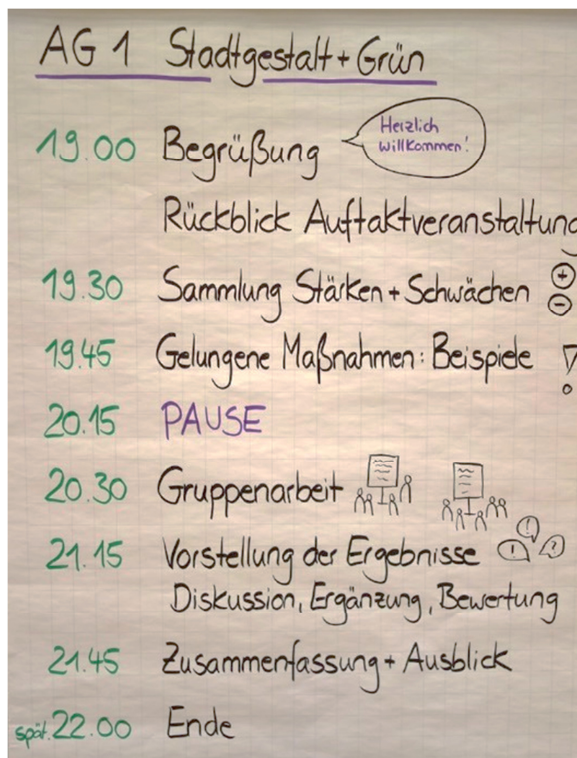 AG 1 Stadtgestalt + Grün
19.00 Begrüßung
Herzlich
Willkommen!
Rückblick Auftaktveranstaltung
19.30 Sammlung Stärken + Schwächen
19.45 Gelungene Maßnahmen: Beispiele !
20.15 PAUSE
20.30 Gruppenarbeit
21.15 Vorstellung der Ergebnisse
Diskussion, Ergänzung, Bewertung
21.45 Zusammenfassung + Ausblick
spät. 22.00 Ende